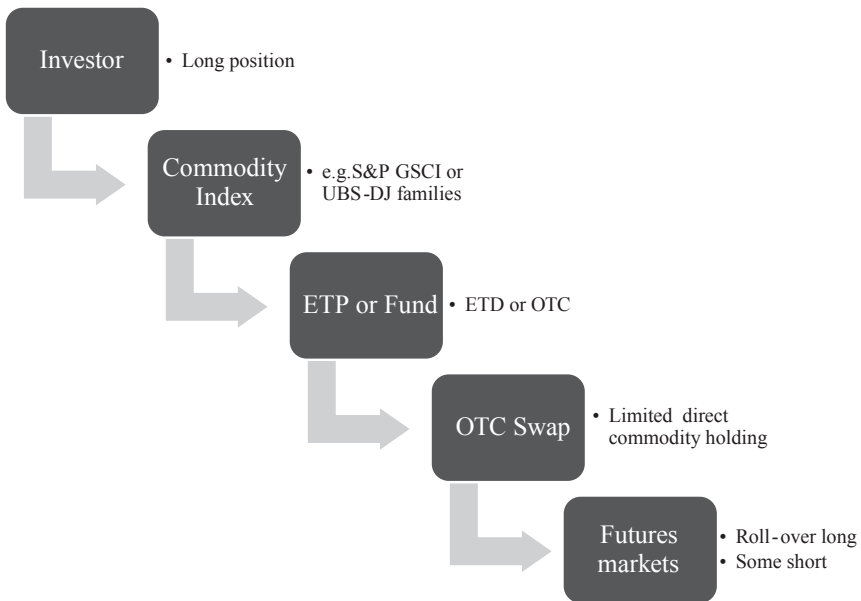 Investor
• Long position
Commodity
Index
• e.g.S&P GSCI or
UBS-DJ families
ETP or Fund
• ETD or OTC
OTC Swap
• Limited direct
commodity holding
Futures
markets
• Roll-over long
• Some short